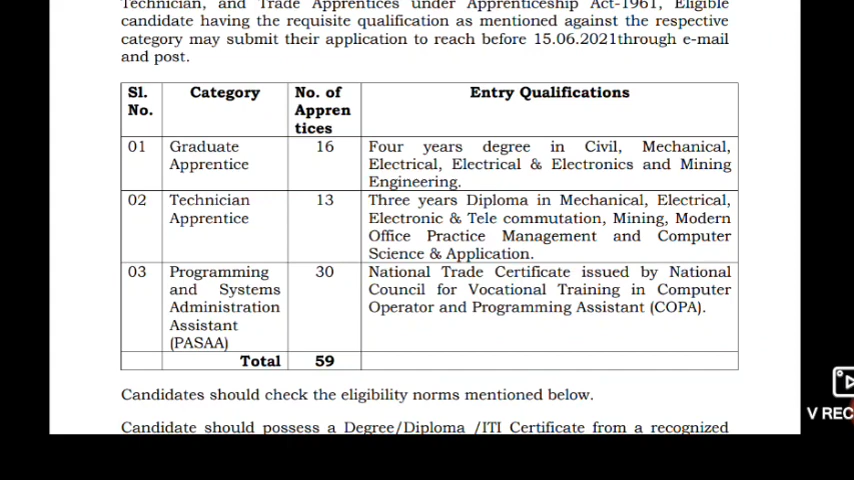 Technician, and Trade Apprentices under Apprenticeship Act-1961, Eligible
candidate having the requisite qualification as mentioned against the respective
category may submit their application to reach before 15.06.2021through e-mail
and post.
Sl. No. Category No. of Appren tices Entry Qualifications
01 Graduate Apprentice 16 Four years degree in Civil, Mechanical,
Electrical, Electrical & Electronics and Mining
Engineering.
02 Technician Apprentice 13 Three years Diploma in Mechanical, Electrical,
Electronic & Tele commutation, Mining, Modern
Office Practice Management and Computer
Science & Application.
03 Programming and Systems Administration Assistant (PASAA) 30 National Trade Certificate issued by National
Council for Vocational Training in Computer
Operator and Programming Assistant (COPA).
Total 59
Candidates should check the eligibility norms mentioned below.
Candidate should possess a Degree/Diploma /ITI Certificate from a recognized
V REC